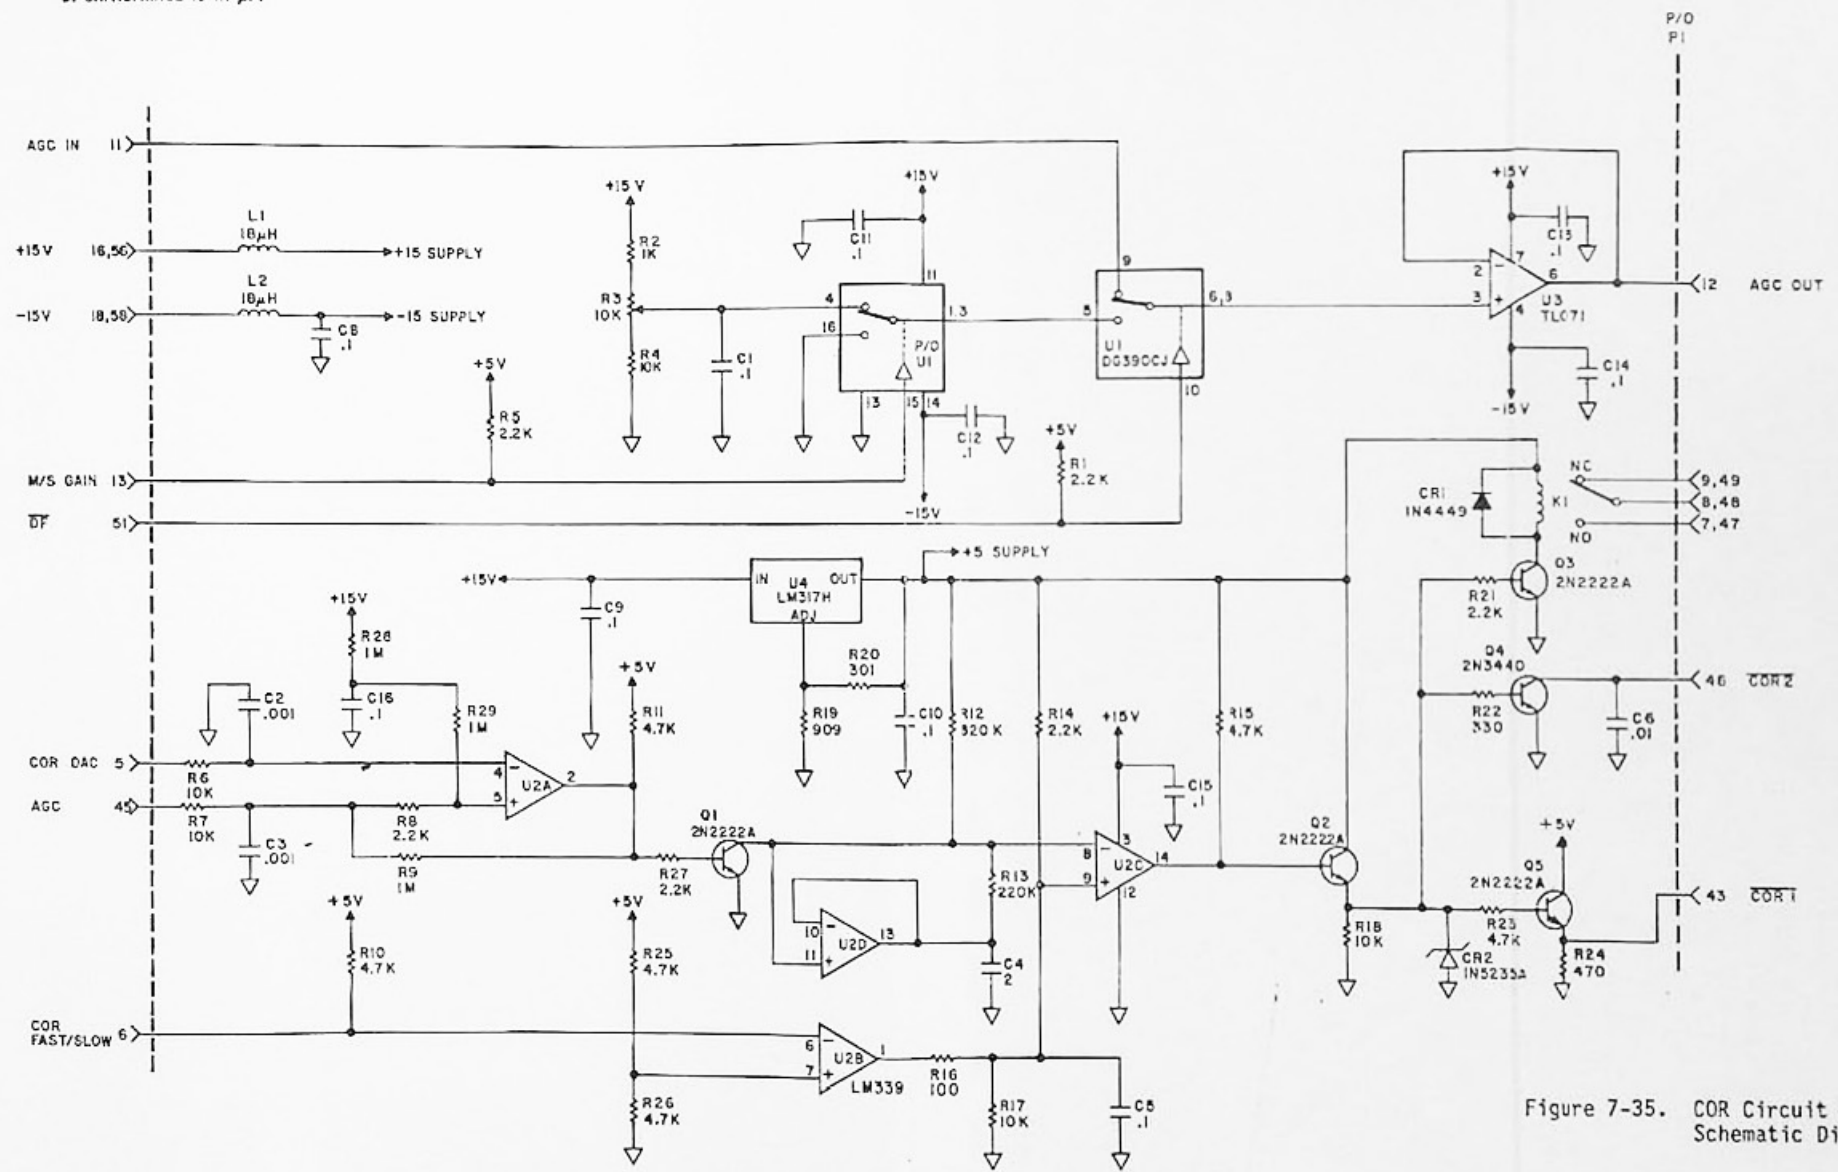 P/O
P1
AGC IN 11
+15V
+15V
+15V
L1
18µH
+15V 16,56
+15 SUPPLY
L2
18µH
-15V 18,58
-15 SUPPLY
C8
.1
R2
1K
R3
10K
R4
10K
C1
.1
C11
.1
11
4
16
1,3
P/O
U1
13
15
14
C12
.1
-15V
9
5
6,8
U1
DG390CJ
10
7
C13
.1
2
-
3
+
6
U3
TL071
4
C14
.1
-15V
12 AGC OUT
+5V
R5
2.2K
+5V
R1
2.2K
M/S GAIN 13
DF 51
CR1
1N4449
NC
K1
NO
9,49
8,48
7,47
+15V
IN
U4
OUT
LM317H
ADJ
+5 SUPPLY
C9
.1
Q3
2N2222A
R21
2.2K
+15V
R28
1M
C16
.1
R29
1M
C2
.001
+5V
R11
4.7K
R20
301
R19
909
C10
.1
R12
R14
2.2K
+15V
R15
4.7K
Q4
2N3440
R22
330
C6
.01
46 COR2
COR DAC 5
R6
10K
AGC 45
R7
10K
C3
.001
R8
2.2K
R9
1M
4
-
5
+
U2A
2
Q1
2N2222A
R27
2.2K
C15
.1
3
8
-
9
+
U2C
14
12
R13
220K
Q2
2N2222A
+5V
Q5
2N2222A
43 COR1
R18
10K
R23
4.7K
CR2
1N5235A
R24
470
+5V
R10
4.7K
+5V
R25
4.7K
10
-
11
+
U2D
13
C4
2
COR
FAST/SLOW 6
6
-
7
+
U2B
1
LM339
R16
100
R26
4.7K
R17
10K
C5
.1
Figure 7-35. COR Circuit
Schematic Di